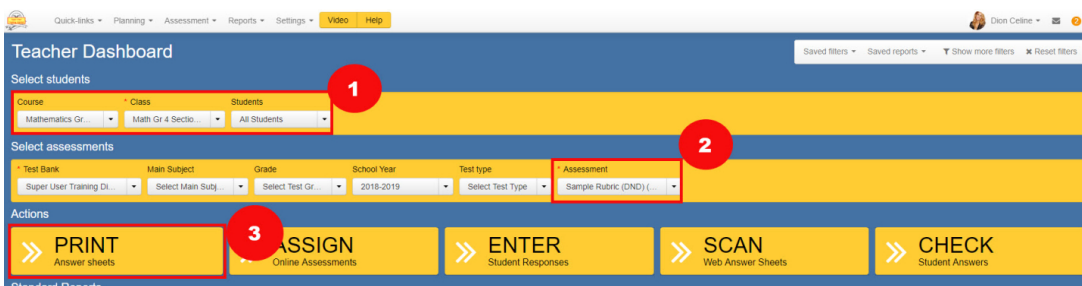 Quick-links Planning Assessment Reports Settings Video Help Dion Celine
Teacher Dashboard
Saved filters Saved reports Show more filters Reset filters
Select students
Course * Class Students
Mathematics Gr... Math Gr 4 Sectio... All Students
1
Select assessments
2
* Test Bank Main Subject Grade School Year Test type * Assessment
Super User Training Di... Select Main Subj... Select Test Gr... 2018-2019 Select Test Type Sample Rubric (DND) (...
Actions
3
PRINT ASSIGN ENTER SCAN CHECK
Answer sheets Online Assessments Student Responses Web Answer Sheets Student Answers
Standard Reports